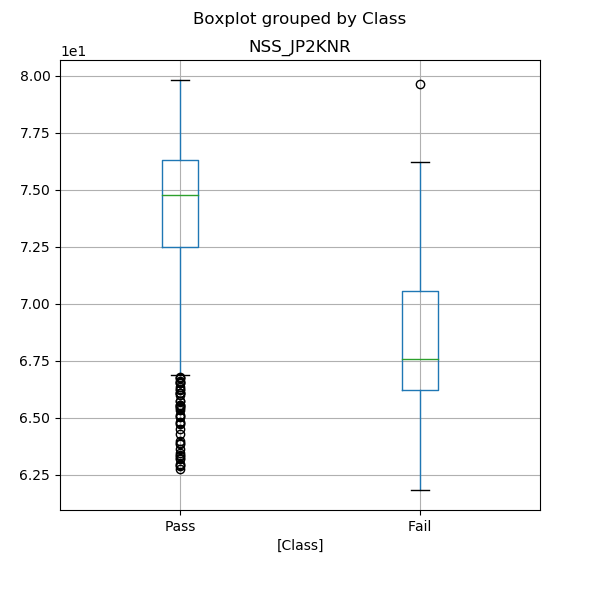 Boxplot grouped by Class
NSS_JP2KNR
1e1
8.00
7.75
7.50
7.25
7.00
6.75
6.50
6.25
Pass Fail
[Class]